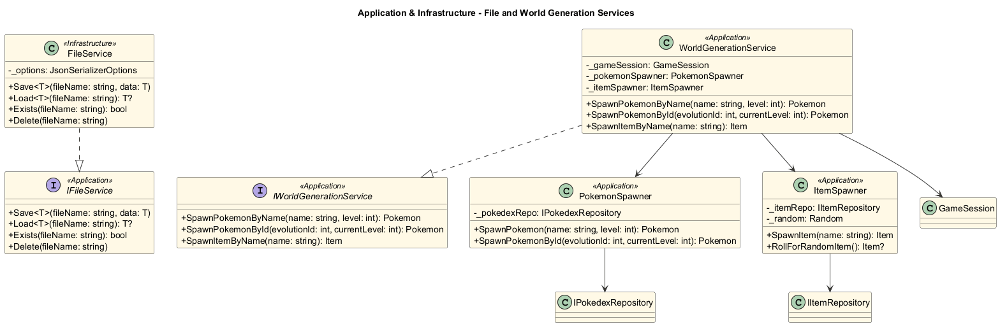 Application & Infrastructure - File and World Generation Services
C
«Infrastructure»
FileService
-_options: JsonSerializerOptions
+Save<T>(fileName: string, data: T)
+Load<T>(fileName: string): T?
+Exists(fileName: string): bool
+Delete(fileName: string)
C
«Application»
WorldGenerationService
-_gameSession: GameSession
-_pokemonSpawner: PokemonSpawner
-_itemSpawner: ItemSpawner
+SpawnPokemonByName(name: string, level: int): Pokemon
+SpawnPokemonById(evolutionId: int, currentLevel: int): Pokemon
+SpawnItemByName(name: string): Item
I
«Application»
IFileService
+Save<T>(fileName: string, data: T)
+Load<T>(fileName: string): T?
+Exists(fileName: string): bool
+Delete(fileName: string)
I
«Application»
IWorldGenerationService
+SpawnPokemonByName(name: string, level: int): Pokemon
+SpawnPokemonById(evolutionId: int, currentLevel: int): Pokemon
+SpawnItemByName(name: string): Item
C
«Application»
PokemonSpawner
-_pokedexRepo: IPokedexRepository
+SpawnPokemon(name: string, level: int): Pokemon
+SpawnPokemonById(evolutionId: int, currentLevel: int): Pokemon
C
«Application»
ItemSpawner
-_itemRepo: IItemRepository
-_random: Random
+SpawnItem(name: string): Item
+RollForRandomItem(): Item?
C GameSession
C IPokedexRepository
C IItemRepository